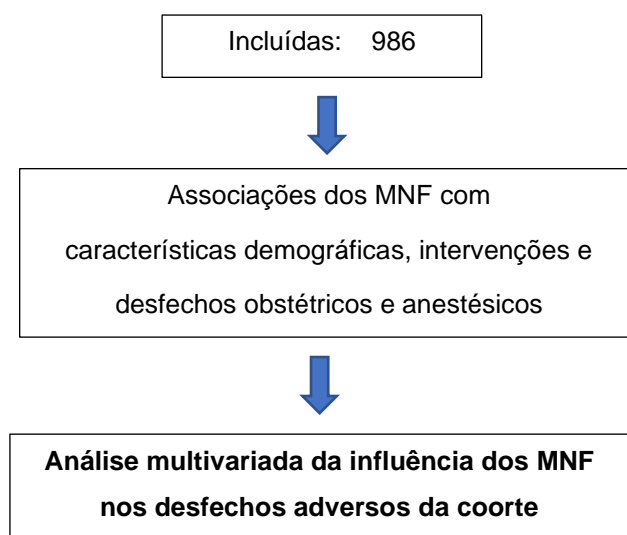 Incluídas: 986
Associações dos MNF com
características demográficas, intervenções e
desfechos obstétricos e anestésicos
Análise multivariada da influência dos MNF
nos desfechos adversos da coorte